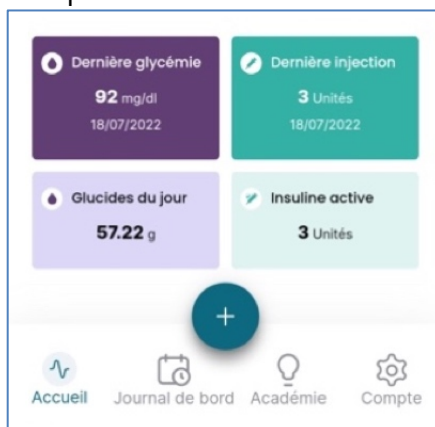 Dernière glycémie
92 mg/dl
18/07/2022
Dernière injection
3 Unités
18/07/2022
Glucides du jour
57.22 g
Insuline active
3 Unités
+
Accueil
Journal de bord
Académie
Compte